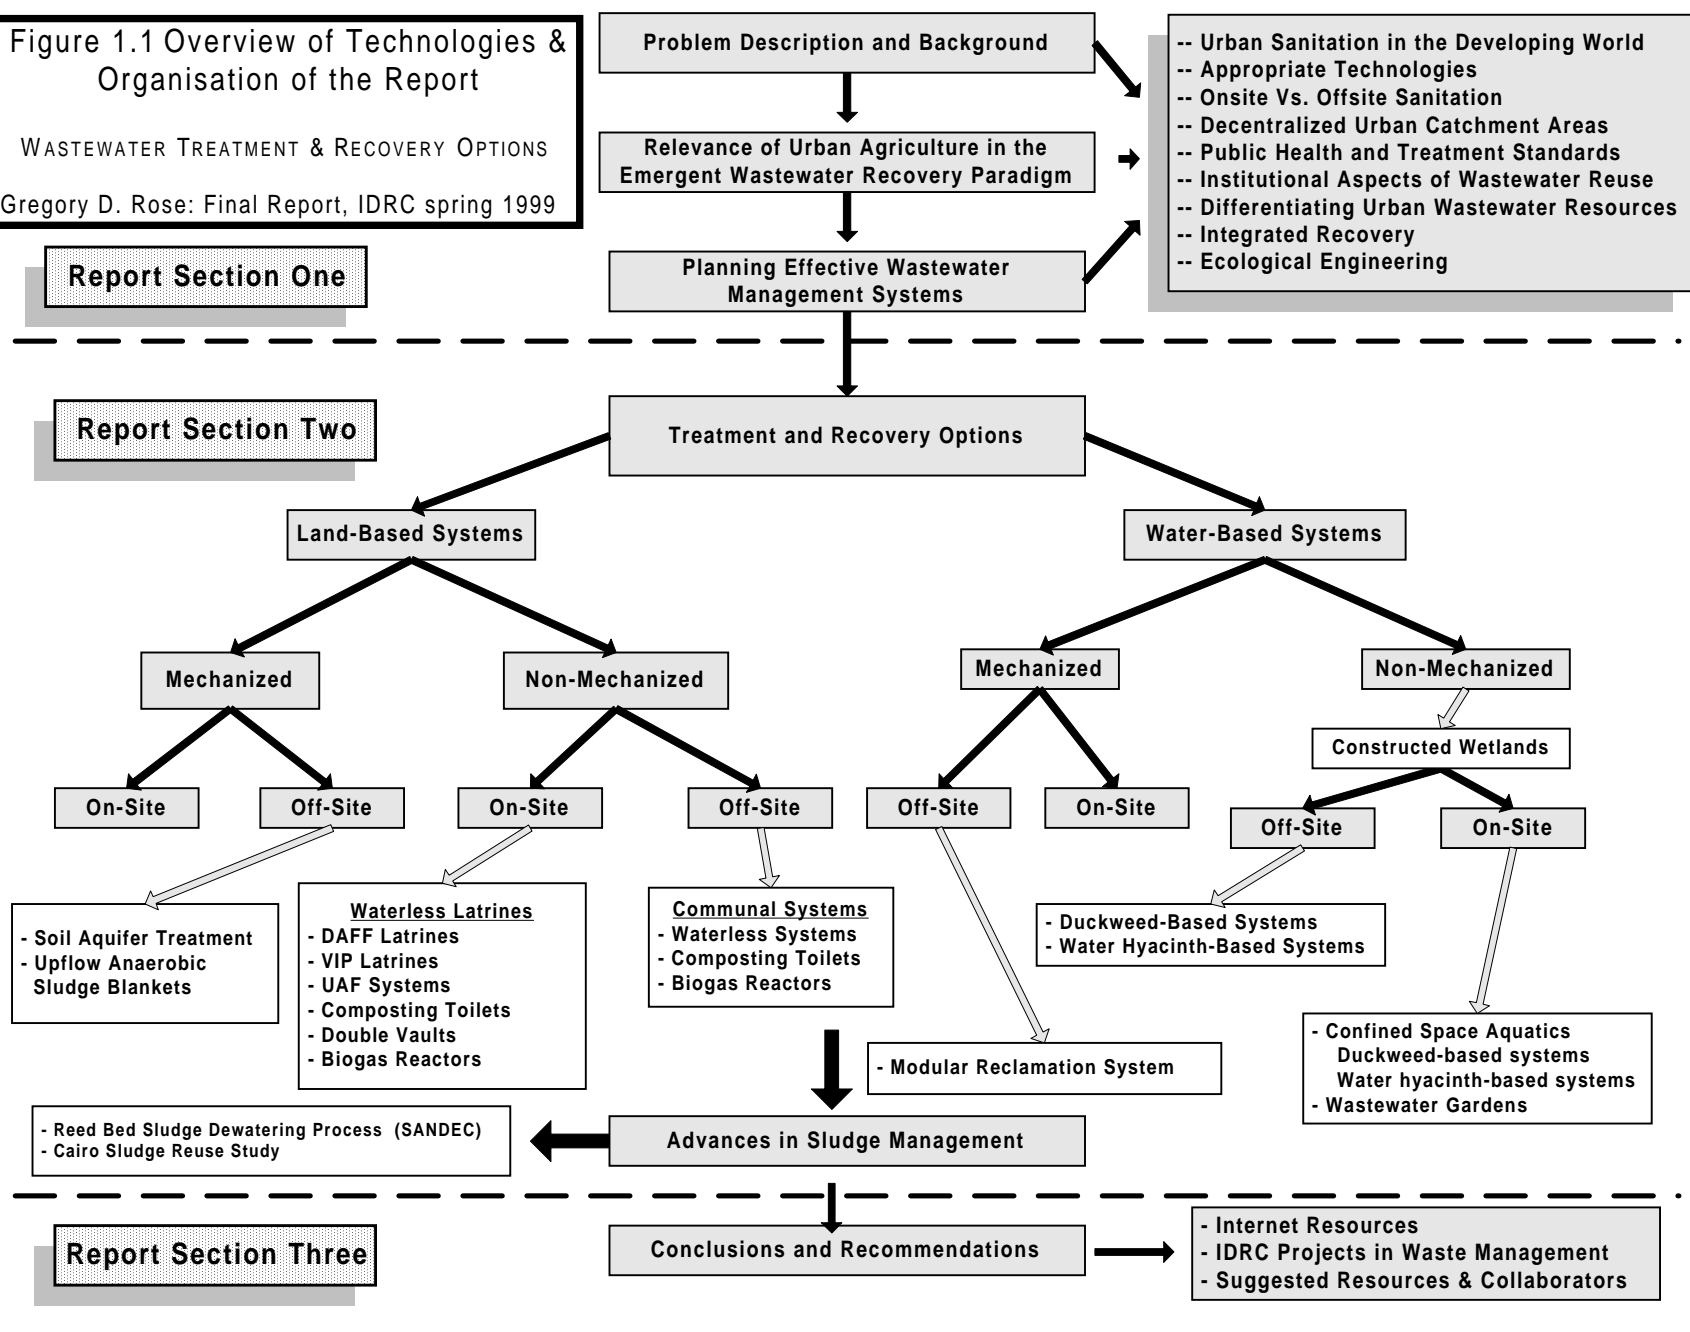 Figure 1.1 Overview of Technologies &
Organisation of the Report
WASTEWATER TREATMENT & RECOVERY OPTIONS
Gregory D. Rose: Final Report, IDRC spring 1999
Problem Description and Background
Relevance of Urban Agriculture in the
Emergent Wastewater Recovery Paradigm
Planning Effective Wastewater
Management Systems
-- Urban Sanitation in the Developing World
-- Appropriate Technologies
-- Onsite Vs. Offsite Sanitation
-- Decentralized Urban Catchment Areas
-- Public Health and Treatment Standards
-- Institutional Aspects of Wastewater Reuse
-- Differentiating Urban Wastewater Resources
-- Integrated Recovery
-- Ecological Engineering
Report Section One
Report Section Two
Treatment and Recovery Options
Land-Based Systems
Water-Based Systems
Mechanized
Non-Mechanized
Mechanized
Non-Mechanized
Constructed Wetlands
On-Site
Off-Site
On-Site
Off-Site
Off-Site
On-Site
Off-Site
On-Site
- Soil Aquifer Treatment
- Upflow Anaerobic
Sludge Blankets
Waterless Latrines
- DAFF Latrines
- VIP Latrines
- UAF Systems
- Composting Toilets
- Double Vaults
- Biogas Reactors
Communal Systems
- Waterless Systems
- Composting Toilets
- Biogas Reactors
- Modular Reclamation System
- Duckweed-Based Systems
- Water Hyacinth-Based Systems
- Confined Space Aquatics
Duckweed-based systems
Water hyacinth-based systems
- Wastewater Gardens
- Reed Bed Sludge Dewatering Process (SANDEC)
- Cairo Sludge Reuse Study
Advances in Sludge Management
Report Section Three
Conclusions and Recommendations
- Internet Resources
- IDRC Projects in Waste Management
- Suggested Resources & Collaborators